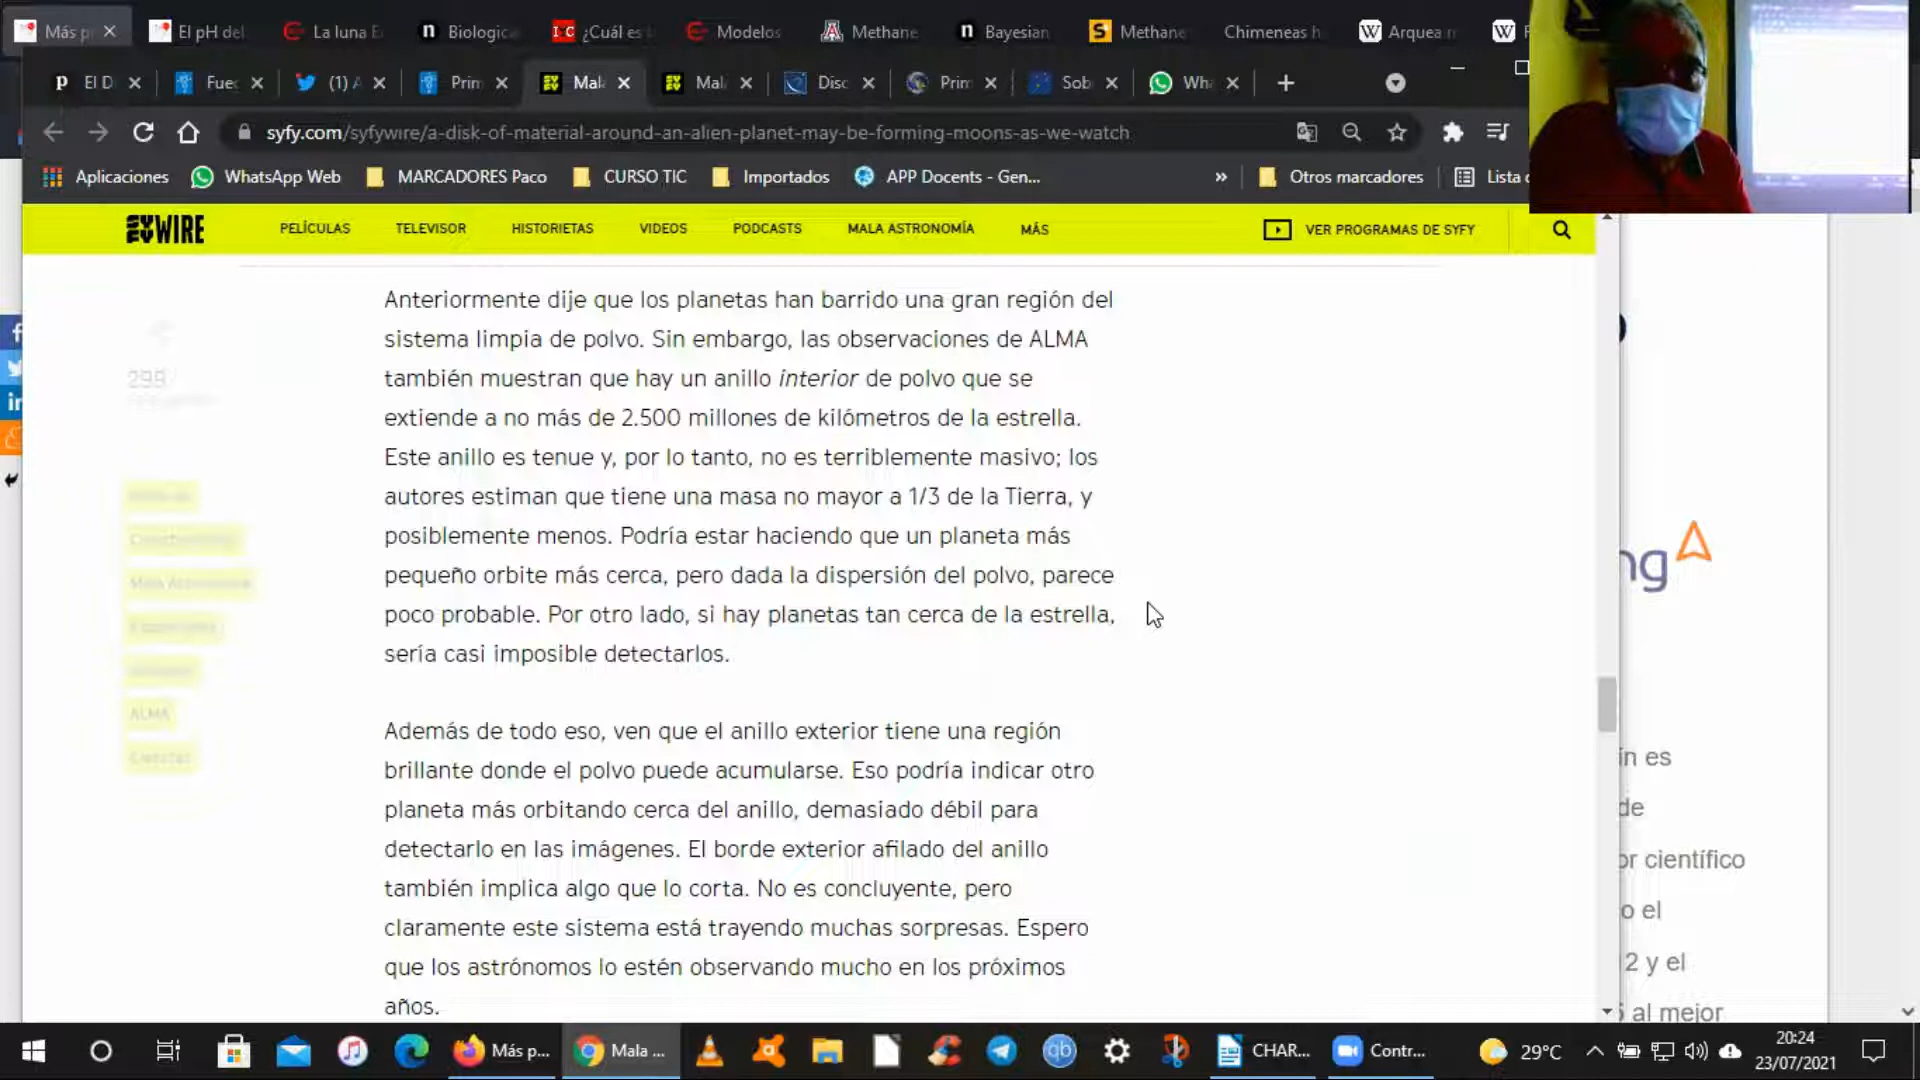 Más p
El pH del
La luna E
Biologica
¿Cuál es
Modelos
Methane
Bayesian
Methane
Chimeneas h
Arquea m
El D
Fue
(1) A
Prim
Mala
Mala
Disc
Prim
Sob
Wha
syfy.com/syfywire/a-disk-of-material-around-an-alien-planet-may-be-forming-moons-as-we-watch
Aplicaciones
WhatsApp Web
MARCADORES Paco
CURSO TIC
Importados
APP Docents - Gen...
»
Otros marcadores
Lista
SYFY WIRE
PELÍCULAS
TELEVISOR
HISTORIETAS
VIDEOS
PODCASTS
MALA ASTRONOMÍA
MÁS
VER PROGRAMAS DE SYFY
Anteriormente dije que los planetas han barrido una gran región del
sistema limpia de polvo. Sin embargo, las observaciones de ALMA
también muestran que hay un anillo interior de polvo que se
extiende a no más de 2.500 millones de kilómetros de la estrella.
Este anillo es tenue y, por lo tanto, no es terriblemente masivo; los
autores estiman que tiene una masa no mayor a 1/3 de la Tierra, y
posiblemente menos. Podría estar haciendo que un planeta más
pequeño orbite más cerca, pero dada la dispersión del polvo, parece
poco probable. Por otro lado, si hay planetas tan cerca de la estrella,
sería casi imposible detectarlos.
Además de todo eso, ven que el anillo exterior tiene una región
brillante donde el polvo puede acumularse. Eso podría indicar otro
planeta más orbitando cerca del anillo, demasiado débil para
detectarlo en las imágenes. El borde exterior afilado del anillo
también implica algo que lo corta. No es concluyente, pero
claramente este sistema está trayendo muchas sorpresas. Espero
que los astrónomos lo estén observando mucho en los próximos
años.
299
Mala Astronomía
ALMA
Ciencias
ng
ín es
de
or científico
o el
2 y el
al mejor
Más p...
Mala ...
CHAR...
Contr...
29°C
20:24
23/07/2021